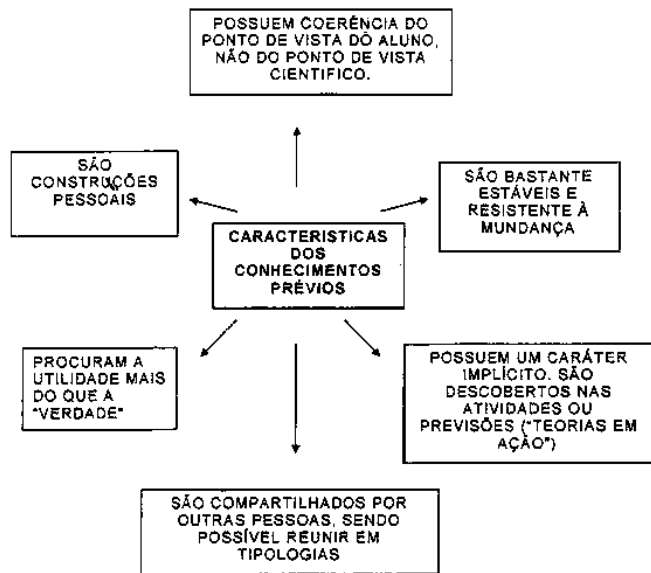 POSSUEM COERÊNCIA DO
PONTO DE VISTA DO ALUNO,
NÃO DO PONTO DE VISTA
CIENTIFICO.
SÃO
CONSTRUÇÕES
PESSOAIS
SÃO BASTANTE
ESTÁVEIS E
RESISTENTE À
MUNDANÇA
CARACTERISTICAS
DOS
CONHECIMENTOS
PRÉVIOS
PROCURAM A
UTILIDADE MAIS
DO QUE A
"VERDADE"
POSSUEM UM CARÁTER
IMPLÍCITO. SÃO
DESCOBERTOS NAS
ATIVIDADES OU
PREVISÕES ("TEORIAS EM
AÇÃO")
SÃO COMPARTILHADOS POR
OUTRAS PESSOAS, SENDO
POSSÍVEL REUNIR EM
TIPOLOGIAS